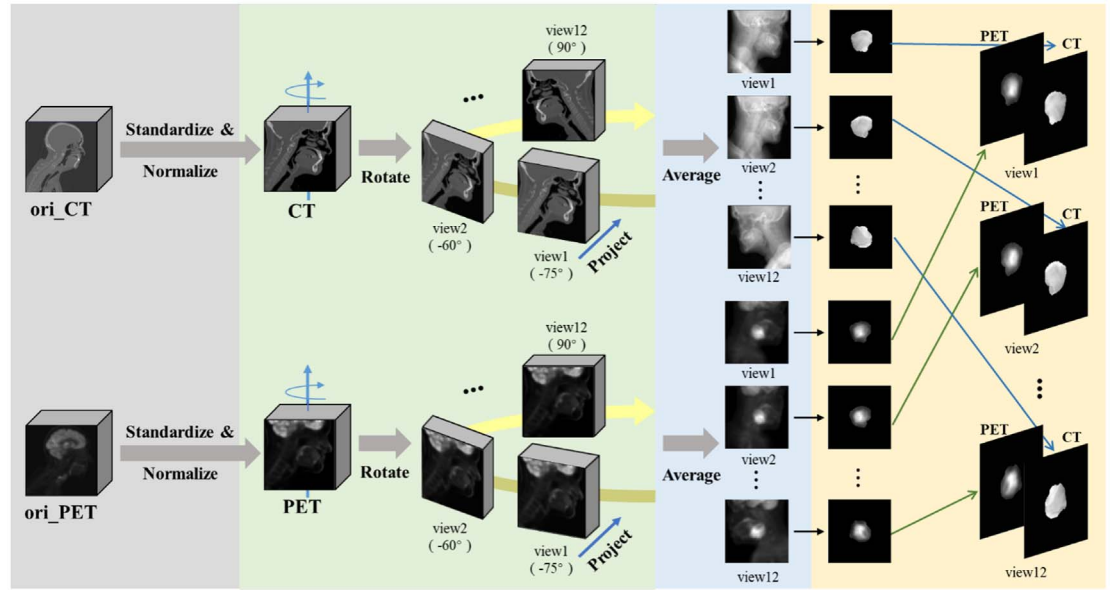 ori_CT
Standardize &
Normalize
CT
Rotate
view12
( 90° )
...
view2
( -60° )
view1
( -75° )
Project
Average
view1
view2
...
view12
...
PET
CT
view1
PET
CT
view2
...
PET
CT
view12
ori_PET
Standardize &
Normalize
PET
Rotate
view12
( 90° )
...
view2
( -60° )
view1
( -75° )
Project
Average
view1
view2
...
view12
...